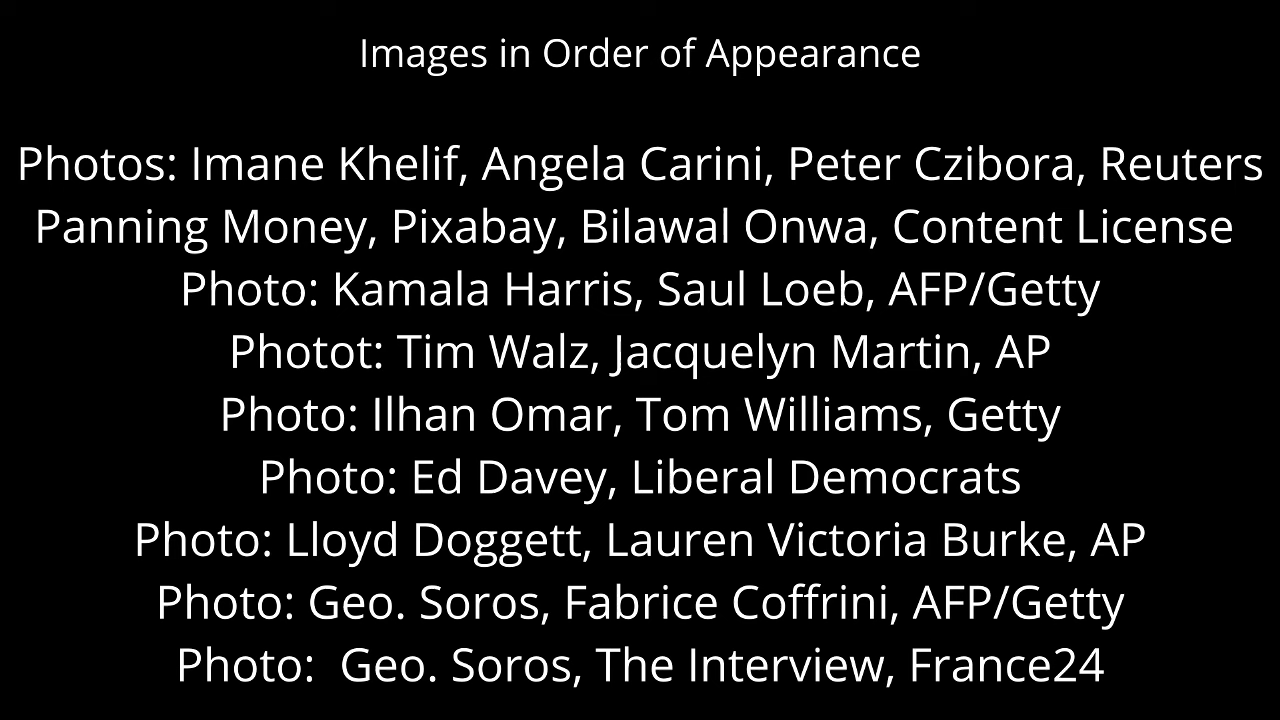 Images in Order of Appearance
Photos: Imane Khelif, Angela Carini, Peter Czibora, Reuters
Panning Money, Pixabay, Bilawal Onwa, Content License
Photo: Kamala Harris, Saul Loeb, AFP/Getty
Photot: Tim Walz, Jacquelyn Martin, AP
Photo: Ilhan Omar, Tom Williams, Getty
Photo: Ed Davey, Liberal Democrats
Photo: Lloyd Doggett, Lauren Victoria Burke, AP
Photo: Geo. Soros, Fabrice Coffrini, AFP/Getty
Photo:  Geo. Soros, The Interview, France24